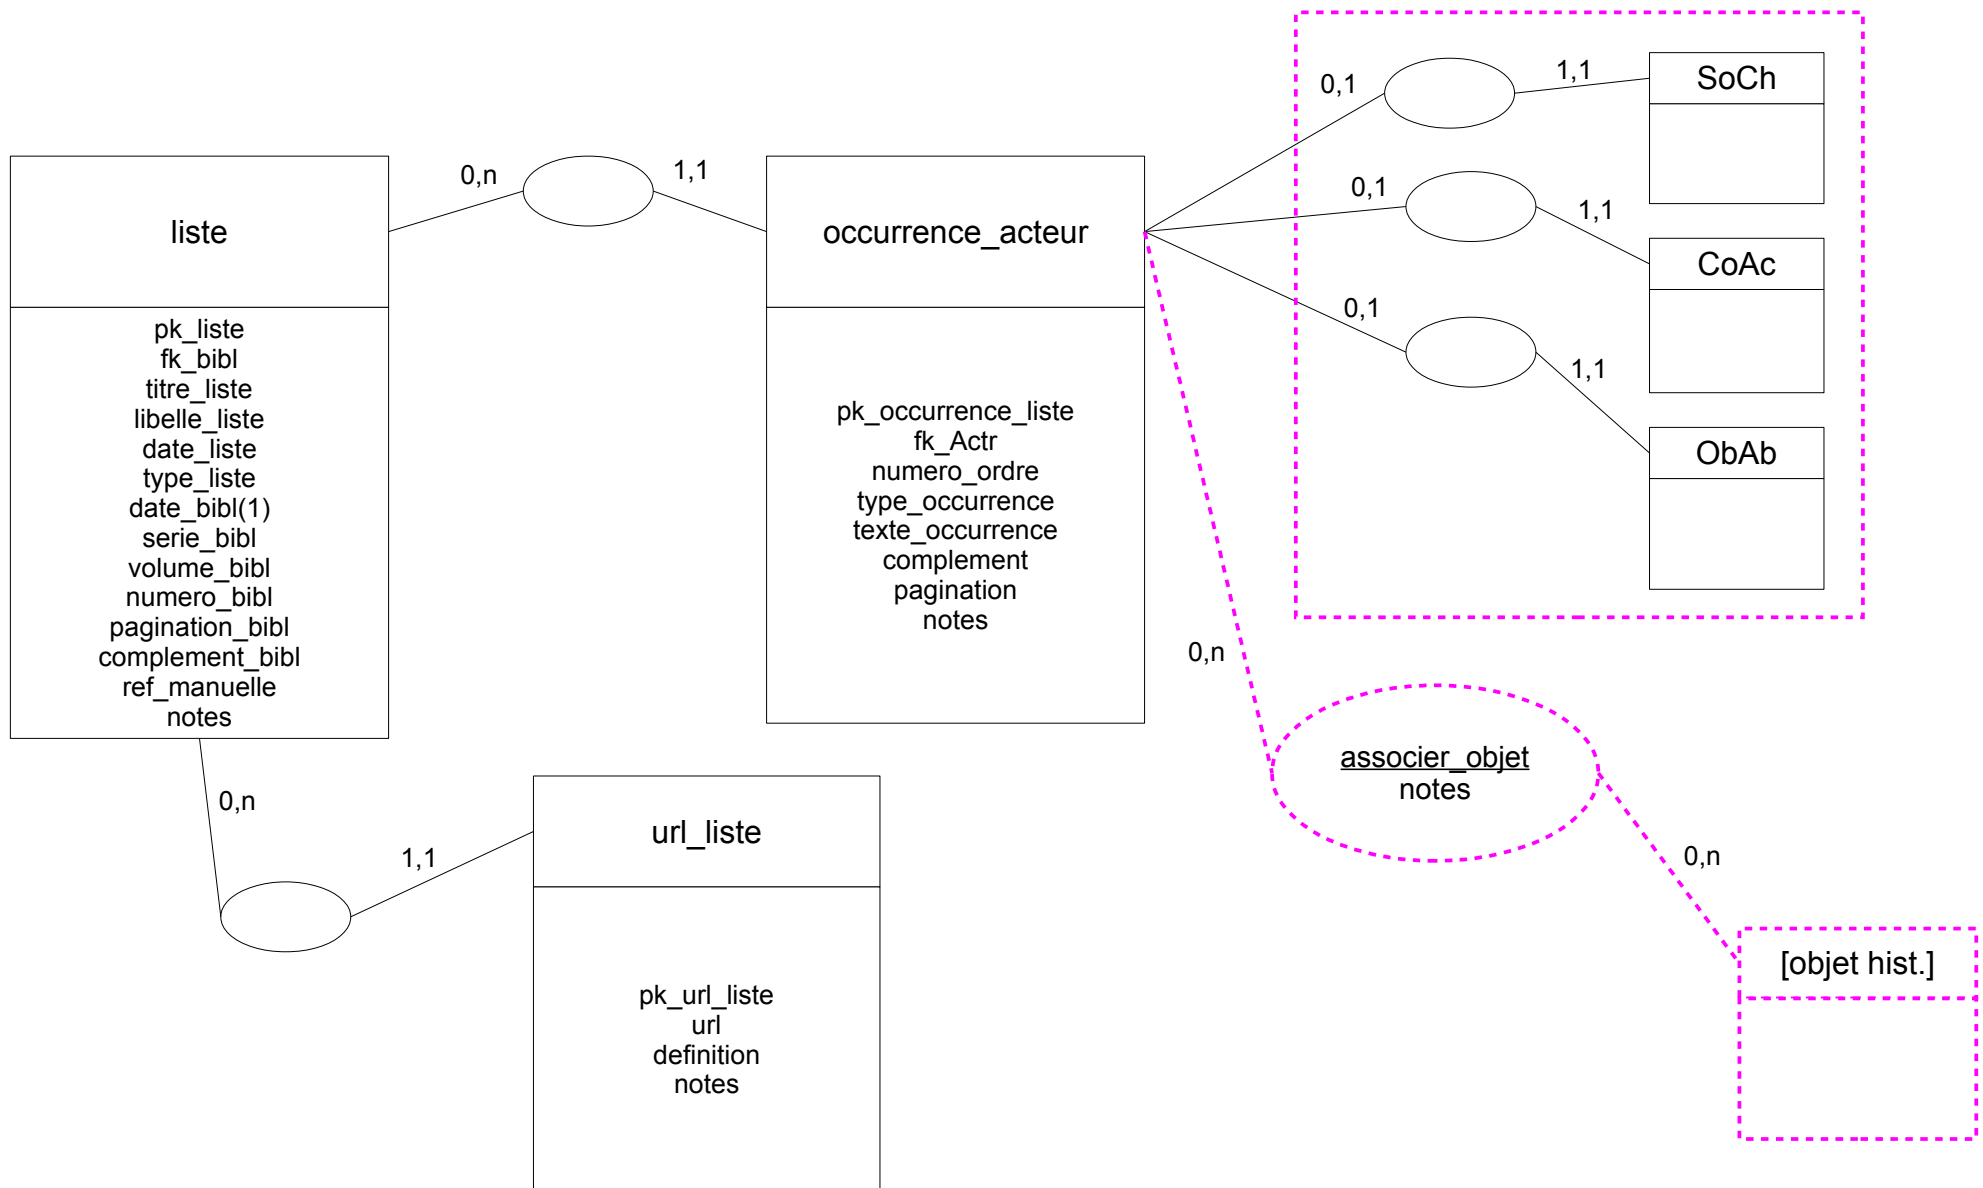 liste
pk_liste
fk_bibl
titre_liste
libelle_liste
date_liste
type_liste
date_bibl(1)
serie_bibl
volume_bibl
numero_bibl
pagination_bibl
complement_bibl
ref_manuelle
notes
0,n
1,1
occurrence_acteur
pk_occurrence_liste
fk_Actr
numero_ordre
type_occurrence
texte_occurrence
complement
pagination
notes
0,1
1,1
SoCh
0,1
1,1
CoAc
0,1
1,1
ObAb
0,n
associer_objet
notes
0,n
[objet hist.]
0,n
1,1
url_liste
pk_url_liste
url
definition
notes